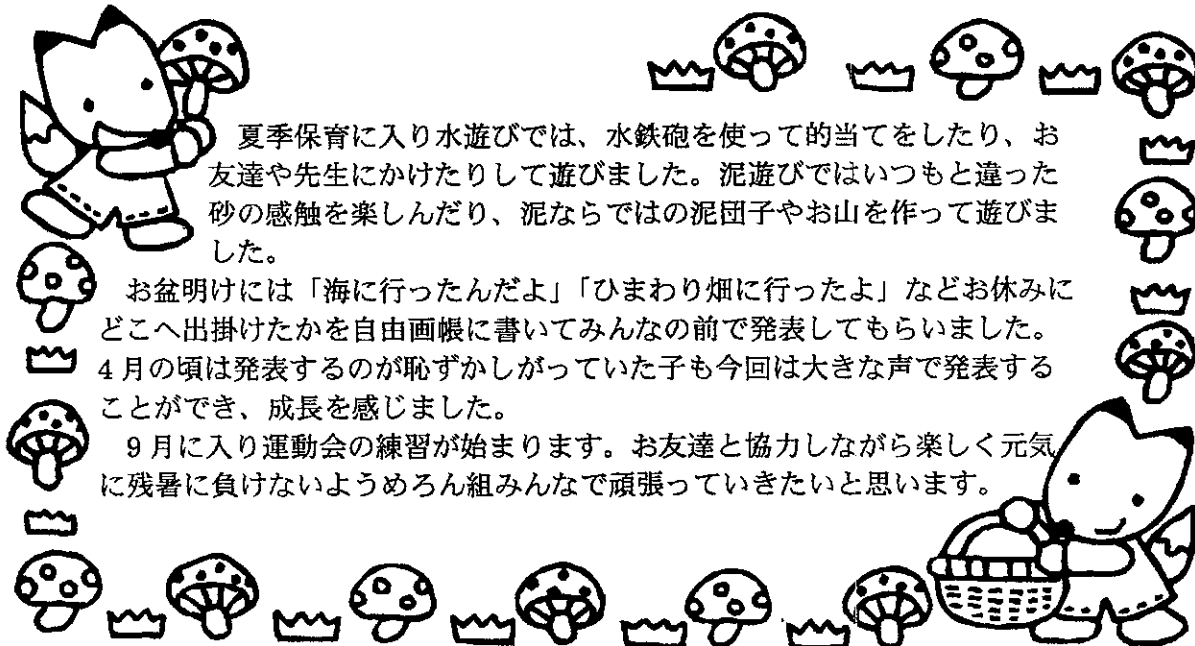 夏季保育に入り水遊びでは、水鉄砲を使って的当てをしたり、お
友達や先生にかけたりして遊びました。泥遊びではいつもと違った
砂の感触を楽しんだり、泥ならではの泥団子やお山を作って遊びま
した。
お盆明けには「海に行ったんだよ」「ひまわり畑に行ったよ」などお休みに
どこへ出掛けたかを自由画帳に書いてみんなの前で発表してもらいました。
4月の頃は発表するのが恥ずかしがっていた子も今回は大きな声で発表する
ことができ、成長を感じました。
9月に入り運動会の練習が始まります。お友達と協力しながら楽しく元気
に残暑に負けないようめろん組みんなで頑張っていきたいと思います。